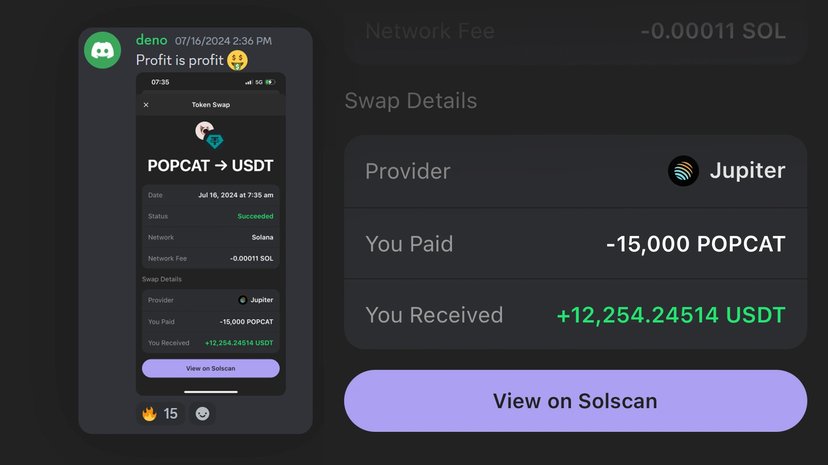 deno 07/16/2024 2:36 PM
Profit is profit 🤑
07:35
5G
Token Swap
POPCAT → USDT
Date Jul 16, 2024 at 7:35 am
Status Succeeded
Network Solana
Network Fee -0.00011 SOL
Swap Details
Provider Jupiter
You Paid -15,000 POPCAT
You Received +12,254.24514 USDT
View on Solscan
🔥 15
Network Fee -0.00011 SOL
Swap Details
Provider Jupiter
You Paid -15,000 POPCAT
You Received +12,254.24514 USDT
View on Solscan